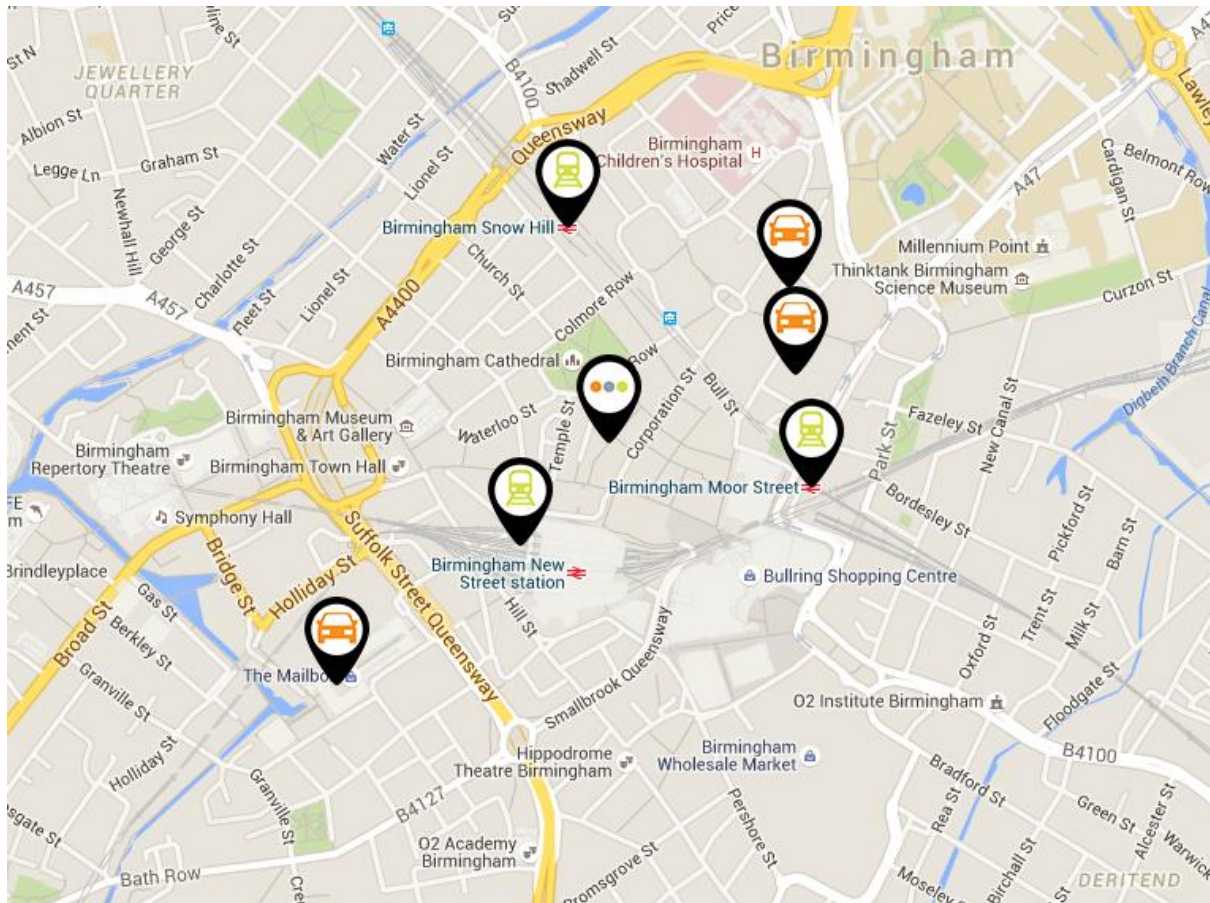 Birmingham
JEWELLERY
QUARTER
St N
B4100
Shadwell St
Queensway
Albion St
Water St
Graham St
Legge Ln
Lionel St
Newhall Hill
George St
Birmingham
Children's Hospital
H
A47
Lawley
Cardigan St
Belmont Row
Birmingham Snow Hill
Charlotte St
Church St
Millennium Point
Thinktank Birmingham
Science Museum
Curzon St
A457
A457
Fleet St
Lionel St
A4400
Colmore Row
Digbeth Branch Canal
Birmingham Cathedral
Row
Bull St
Corporation St
Temple St
Waterloo St
Birmingham Museum
& Art Gallery
Fazeley St
New Canal St
Park St
Birmingham
Repertory Theatre
Birmingham Town Hall
Birmingham Moor Street
Bordesley St
Symphony Hall
Suffolk Street Queensway
Pickford St
Barn St
Brindleyplace
Bridge St
Holliday St
Birmingham New
Street station
Bullring Shopping Centre
Gas St
Broad St
Berkley St
Hill St
Trent St
Milk St
Oxford St
Granville St
The Mailbo
Smallbrook Queensway
O2 Institute Birmingham
Floodgate St
Holliday St
Hippodrome
Theatre Birmingham
Birmingham
Wholesale Market
B4100
Granville St
B4127
Pershore St
Bradford St
Rea St
Green St
Alcester St
Warwick
O2 Academy
Birmingham
Bath Row
Bromsgrove St
Birchall St
Moseley St
DERITEND